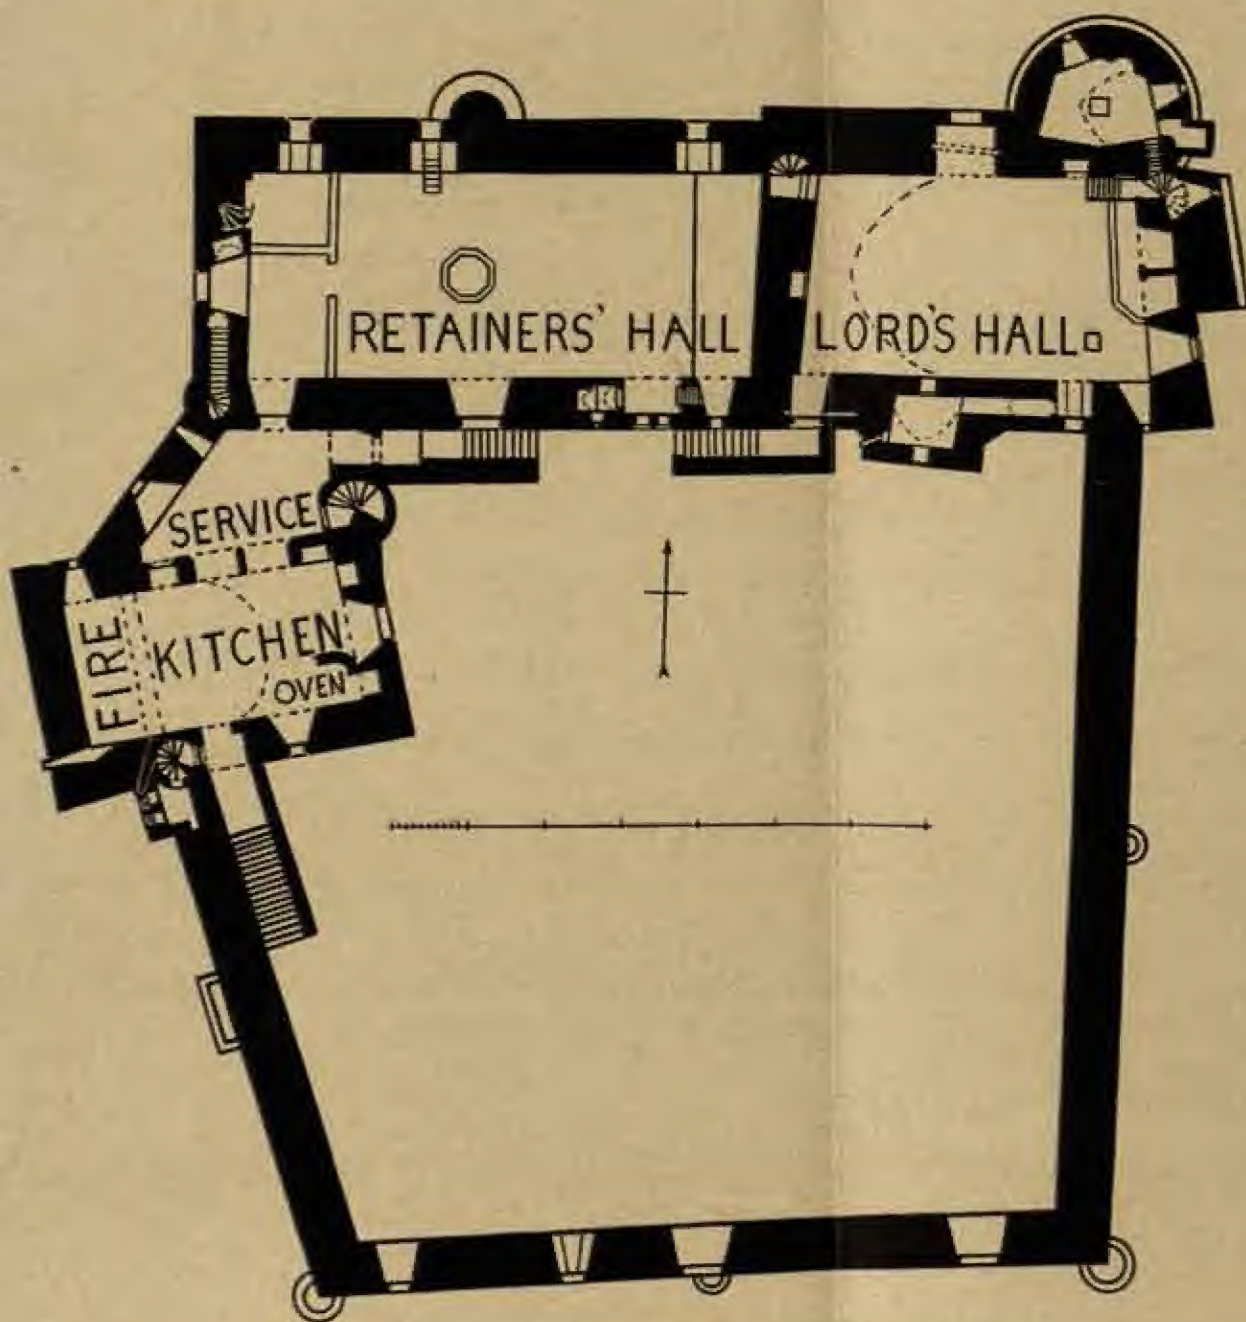 RETAINERS' HALL
LORD'S HALL
SERVICE
FIRE
KITCHEN
OVEN